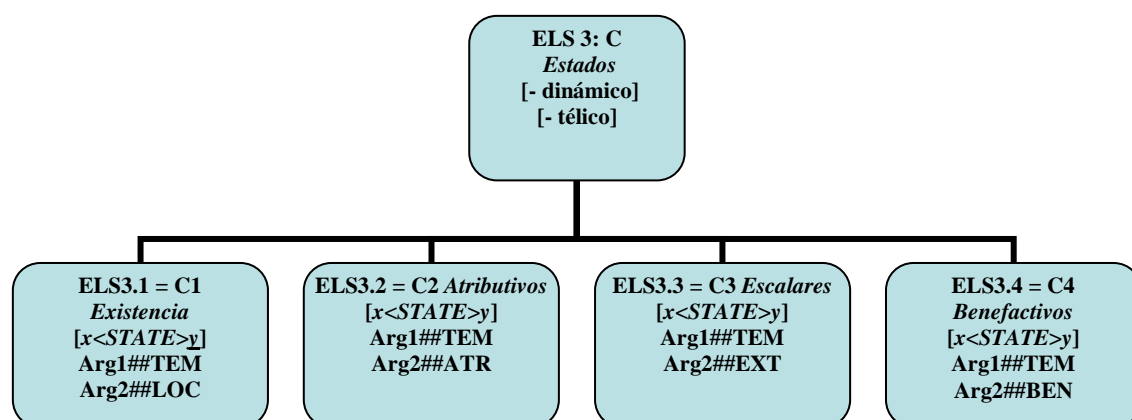 ELS 3: C
Estados
[- dinámico]
[- télico]
ELS3.1 = C1
Existencia
[x<STATE>y]
Arg1##TEM
Arg2##LOC
ELS3.2 = C2 Atributivos
[x<STATE>y]
Arg1##TEM
Arg2##ATR
ELS3.3 = C3 Escalares
[x<STATE>y]
Arg1##TEM
Arg2##EXT
ELS3.4 = C4
Benefactivos
[x<STATE>y]
Arg1##TEM
Arg2##BEN